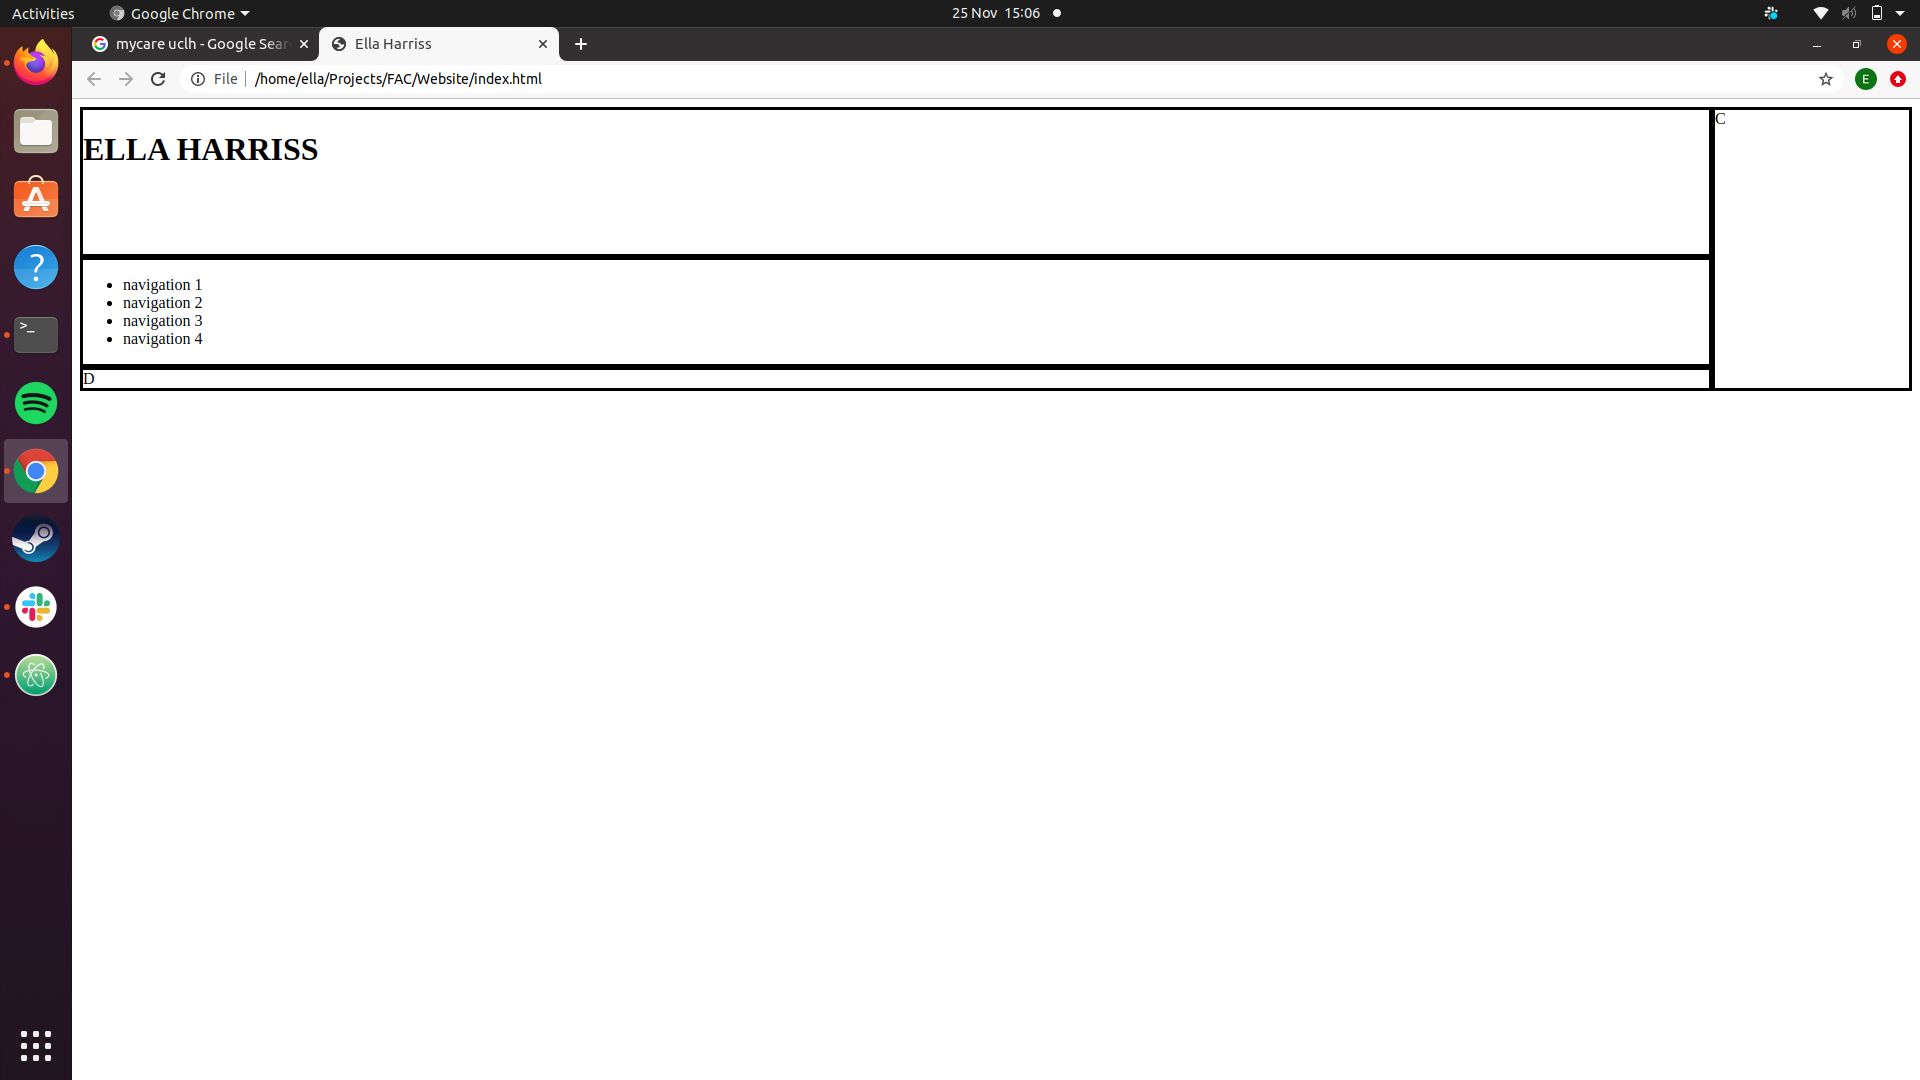 Activities
Google Chrome
25 Nov 15:06
mycare uclh - Google Sear
Ella Harriss
File
/home/ella/Projects/FAC/Website/index.html
E
ELLA HARRISS
C
navigation 1
navigation 2
navigation 3
navigation 4
D